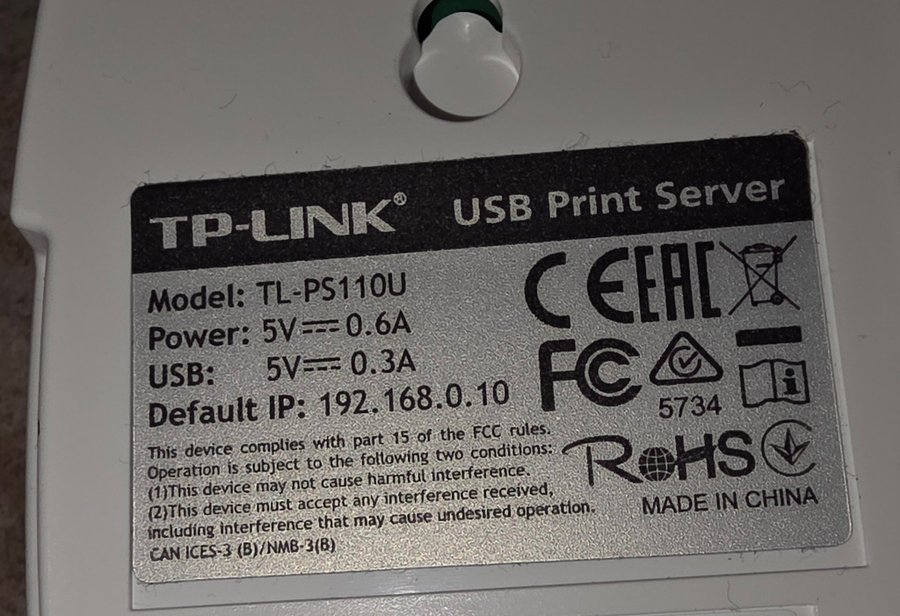 TP-LINK® USB Print Server
Model: TL-PS110U
Power: 5V⎓0.6A
USB: 5V⎓0.3A
Default IP: 192.168.0.10
This device complies with part 15 of the FCC rules.
Operation is subject to the following two conditions:
(1)This device may not cause harmful interference.
(2)This device must accept any interference received,
including interference that may cause undesired operation.
CAN ICES-3 (B)/NMB-3(B)
CE EAC
FC
5734
RoHS
MADE IN CHINA